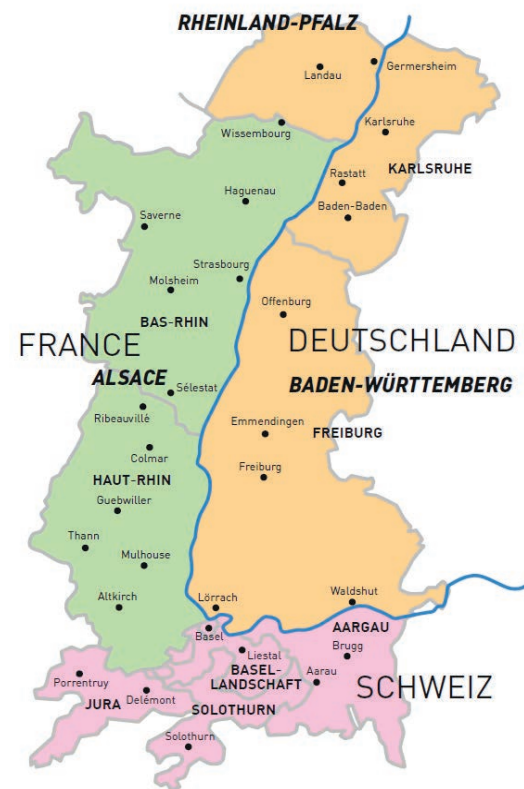 RHEINLAND-PFALZ
Germersheim
Landau
Wissembourg
Karlsruhe
KARLSRUHE
Rastatt
Haguenau
Baden-Baden
Saverne
Strasbourg
Molsheim
Offenburg
BAS-RHIN
FRANCE
DEUTSCHLAND
ALSACE
BADEN-WÜRTTEMBERG
Sélestat
Ribeauvillé
Emmendingen
FREIBURG
Colmar
HAUT-RHIN
Freiburg
Guebwiller
Thann
Mulhouse
Altkirch
Lörrach
Waldshut
Basel
AARGAU
Liestal
Brugg
BASEL-
LANDSCHAFT
Aarau
Porrentruy
SCHWEIZ
JURA
Delémont
SOLOTHURN
Solothurn